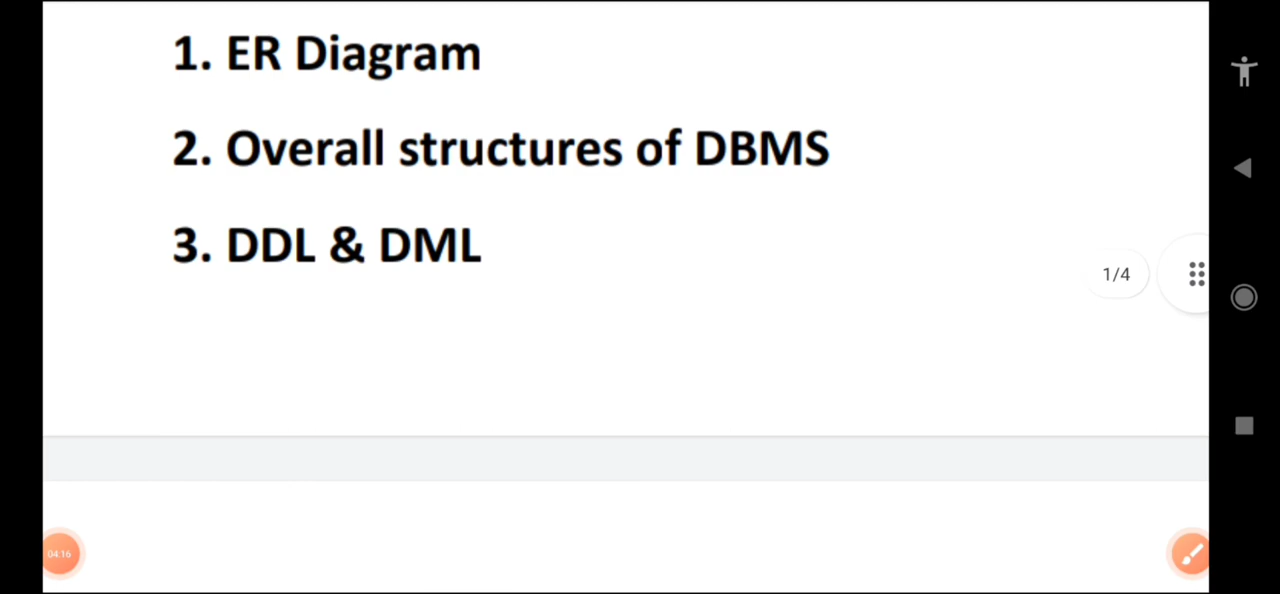 1. ER Diagram
2. Overall structures of DBMS
3. DDL & DML
1/4
04:16